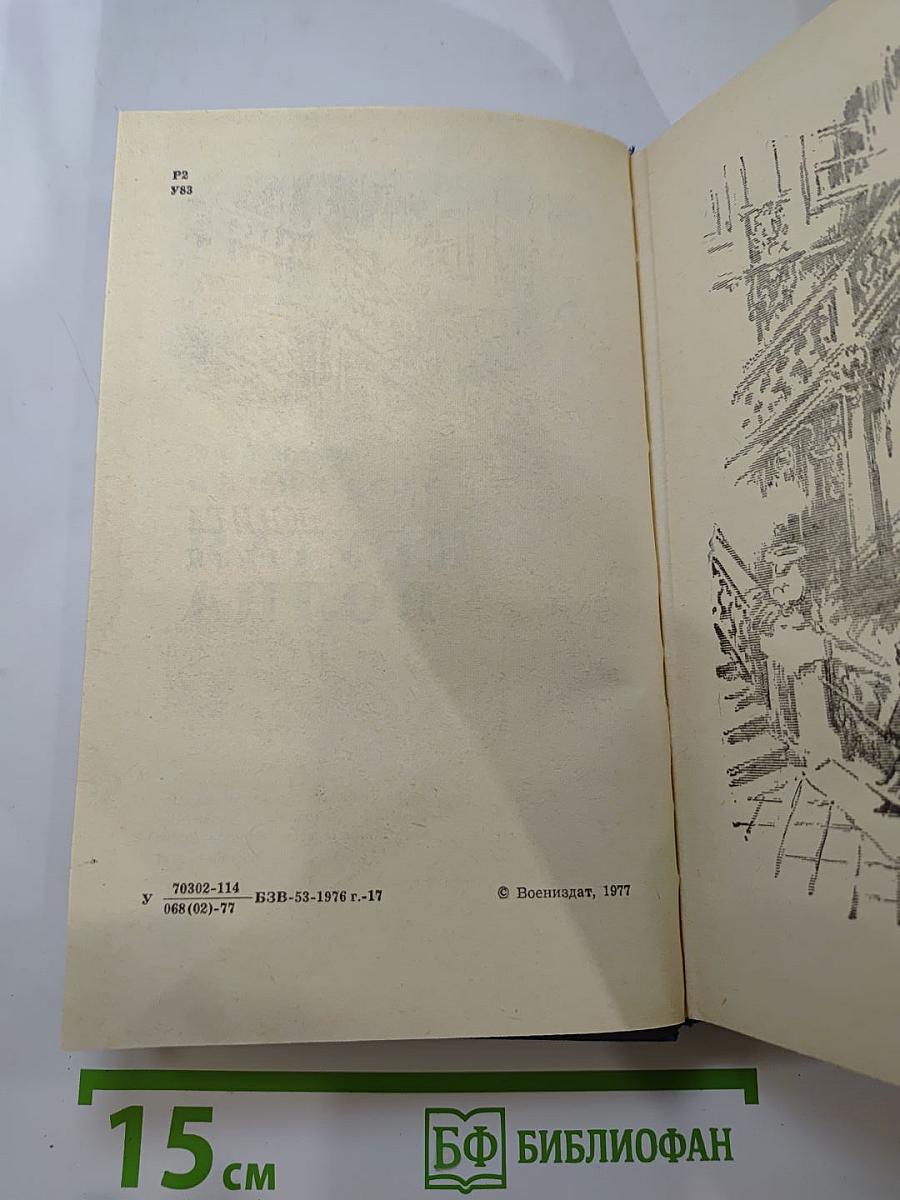 Р2
У83
У 70302-114 БЗВ-53-1976 г.-17
068(02)-77
© Воениздат, 1977
15 см
БФ БИБЛИОФАН